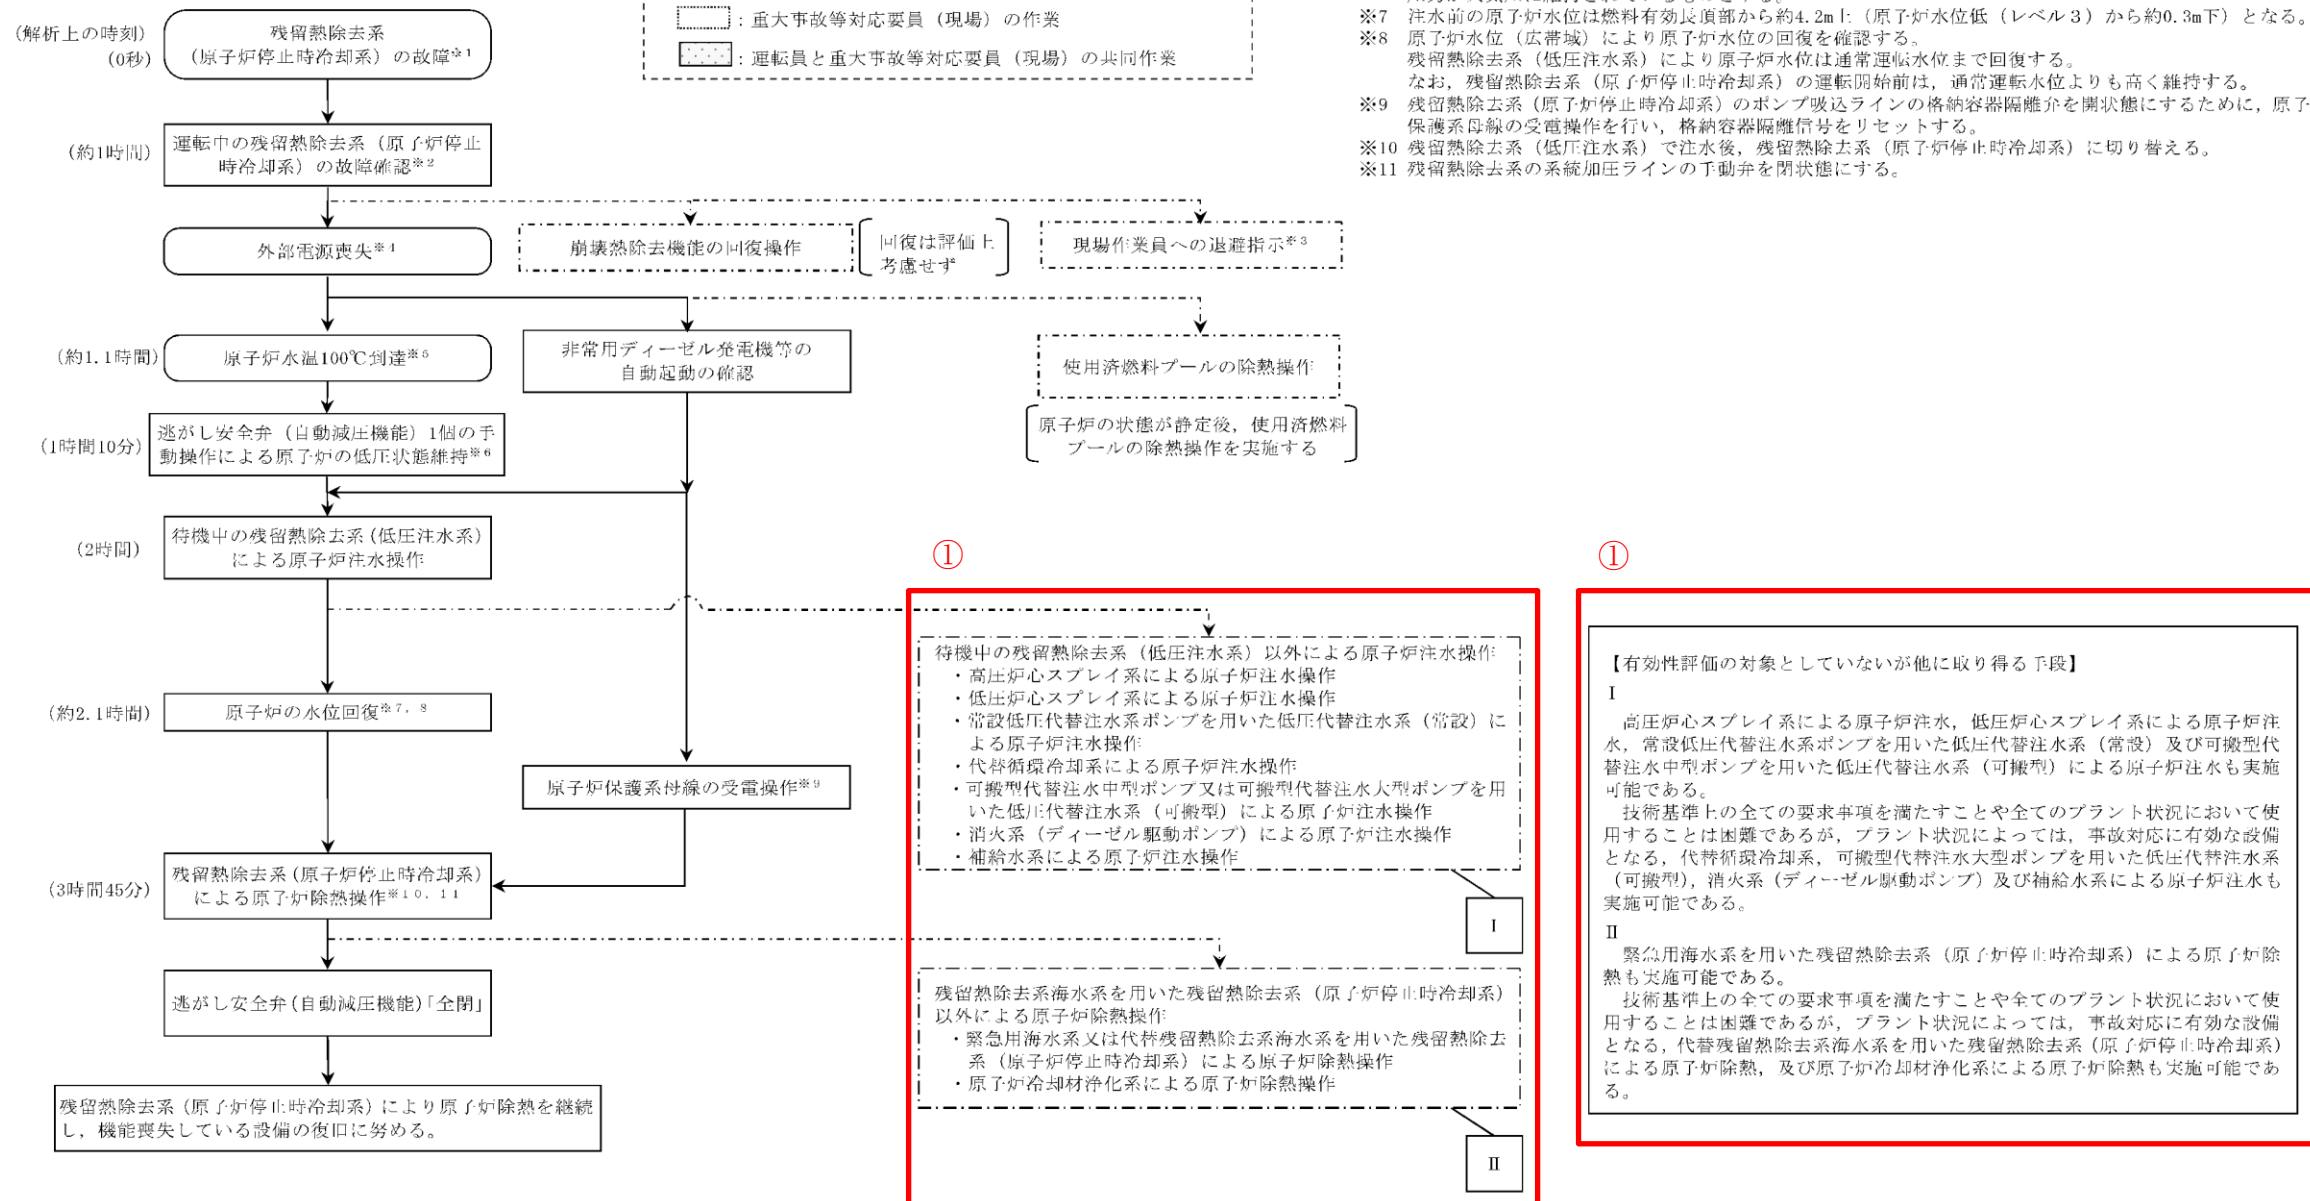 (解析上の時刻)
(0秒)
残留熱除去系
(原子炉停止時冷却系)の故障※1
:重大事故等対応要員(現場)の作業
:運転員と重大事故等対応要員(現場)の共同作業
※7 注水前の原子炉水位は燃料有効長頂部から約4.2m上(原子炉水位低(レベル3)から約0.3m下)となる。
※8 原子炉水位(広帯域)により原子炉水位の回復を確認する。
残留熱除去系(低圧注水系)により原子炉水位は通常運転水位まで回復する。
なお,残留熱除去系(原子炉停止時冷却系)の運転開始前は,通常運転水位よりも高く維持する。
※9 残留熱除去系(原子炉停止時冷却系)のポンプ吸込ラインの格納容器隔離弁を開状態にするために,原子
保護系母線の受電操作を行い,格納容器隔離信号をリセットする。
※10 残留熱除去系(低圧注水系)で注水後,残留熱除去系(原子炉停止時冷却系)に切り替える。
※11 残留熱除去系の系統加圧ラインの手動弁を閉状態にする。
(約1時間)
運転中の残留熱除去系(原子炉停止
時冷却系)の故障確認※2
外部電源喪失※4
崩壊熱除去機能の回復操作
回復は評価上
考慮せず
現場作業員への退避指示※3
(約1.1時間)
原子炉水温100℃到達※5
非常用ディーゼル発電機等の
自動起動の確認
使用済燃料プールの除熱操作
原子炉の状態が静定後,使用済燃料
プールの除熱操作を実施する
(1時間10分)
逃がし安全弁(自動減圧機能)1個の手
動操作による原子炉の低圧状態維持※6
(2時間)
待機中の残留熱除去系(低圧注水系)
による原子炉注水操作
(約2.1時間)
原子炉の水位回復※7,8
原子炉保護系母線の受電操作※9
(3時間45分)
残留熱除去系(原子炉停止時冷却系)
による原子炉除熱操作※10,11
逃がし安全弁(自動減圧機能)「全閉」
残留熱除去系(原子炉停止時冷却系)により原子炉除熱を継続
し,機能喪失している設備の復旧に努める。
①
待機中の残留熱除去系(低圧注水系)以外による原子炉注水操作
・高圧炉心スプレイ系による原子炉注水操作
・低圧炉心スプレイ系による原子炉注水操作
・常設低圧代替注水系ポンプを用いた低圧代替注水系(常設)に
よる原子炉注水操作
・代替循環冷却系による原子炉注水操作
・可搬型代替注水中型ポンプ又は可搬型代替注水大型ポンプを用
いた低圧代替注水系(可搬型)による原子炉注水操作
・消火系(ディーゼル駆動ポンプ)による原子炉注水操作
・補給水系による原子炉注水操作
Ⅰ
残留熱除去系海水系を用いた残留熱除去系(原子炉停止時冷却系)
以外による原子炉除熱操作
・緊急用海水系又は代替残留熱除去系海水系を用いた残留熱除去
系(原子炉停止時冷却系)による原子炉除熱操作
・原子炉冷却材浄化系による原子炉除熱操作
Ⅱ
①
【有効性評価の対象としていないが他に取り得る手段】
Ⅰ
高圧炉心スプレイ系による原子炉注水,低圧炉心スプレイ系による原子炉注
水,常設低圧代替注水系ポンプを用いた低圧代替注水系(常設)及び可搬型代
替注水中型ポンプを用いた低圧代替注水系(可搬型)による原子炉注水も実施
可能である。
技術基準上の全ての要求事項を満たすことや全てのプラント状況において使
用することは困難であるが,プラント状況によっては,事故対応に有効な設備
となる,代替循環冷却系,可搬型代替注水大型ポンプを用いた低圧代替注水系
(可搬型),消火系(ディーゼル駆動ポンプ)及び補給水系による原子炉注水も
実施可能である。
Ⅱ
緊急用海水系を用いた残留熱除去系(原子炉停止時冷却系)による原子炉除
熱も実施可能である。
技術基準上の全ての要求事項を満たすことや全てのプラント状況において使
用することは困難であるが,プラント状況によっては,事故対応に有効な設備
となる,代替残留熱除去系海水系を用いた残留熱除去系(原子炉停止時冷却系)
による原子炉除熱,及び原子炉冷却材浄化系による原子炉除熱も実施可能であ
る。